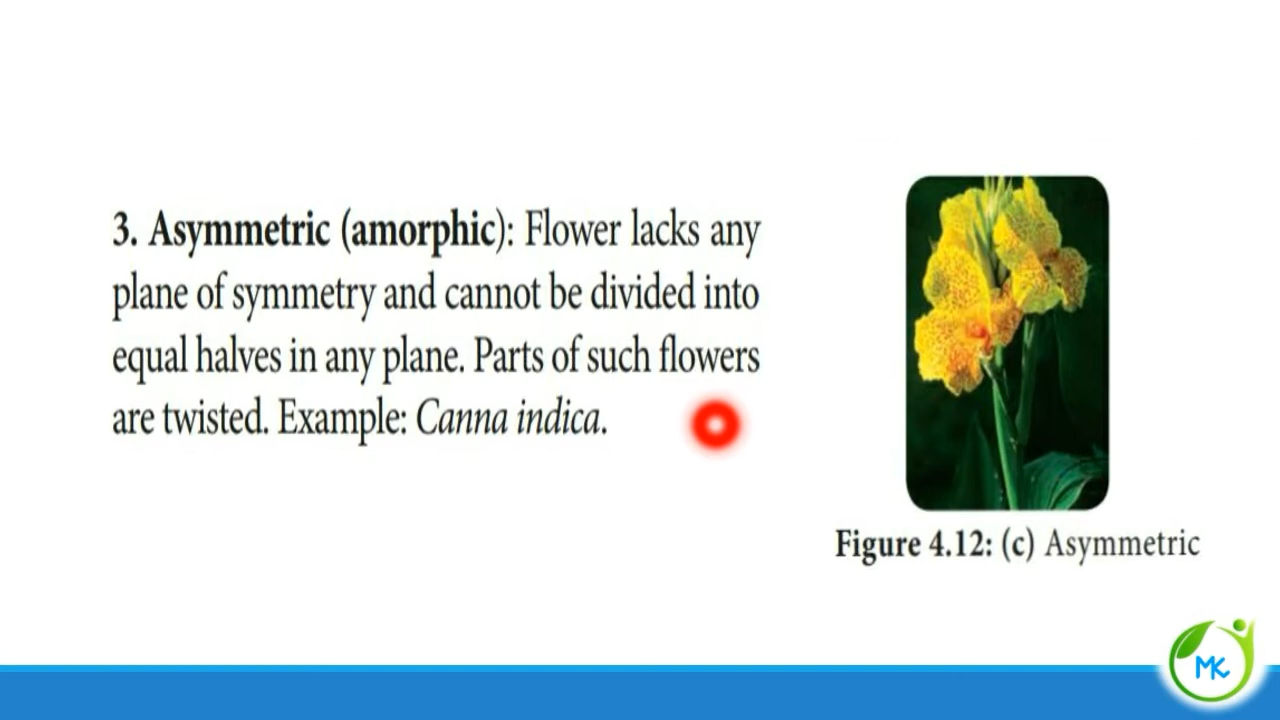 3. Asymmetric (amorphic): Flower lacks any
plane of symmetry and cannot be divided into
equal halves in any plane. Parts of such flowers
are twisted. Example: Canna indica.
Figure 4.12: (c) Asymmetric
MK